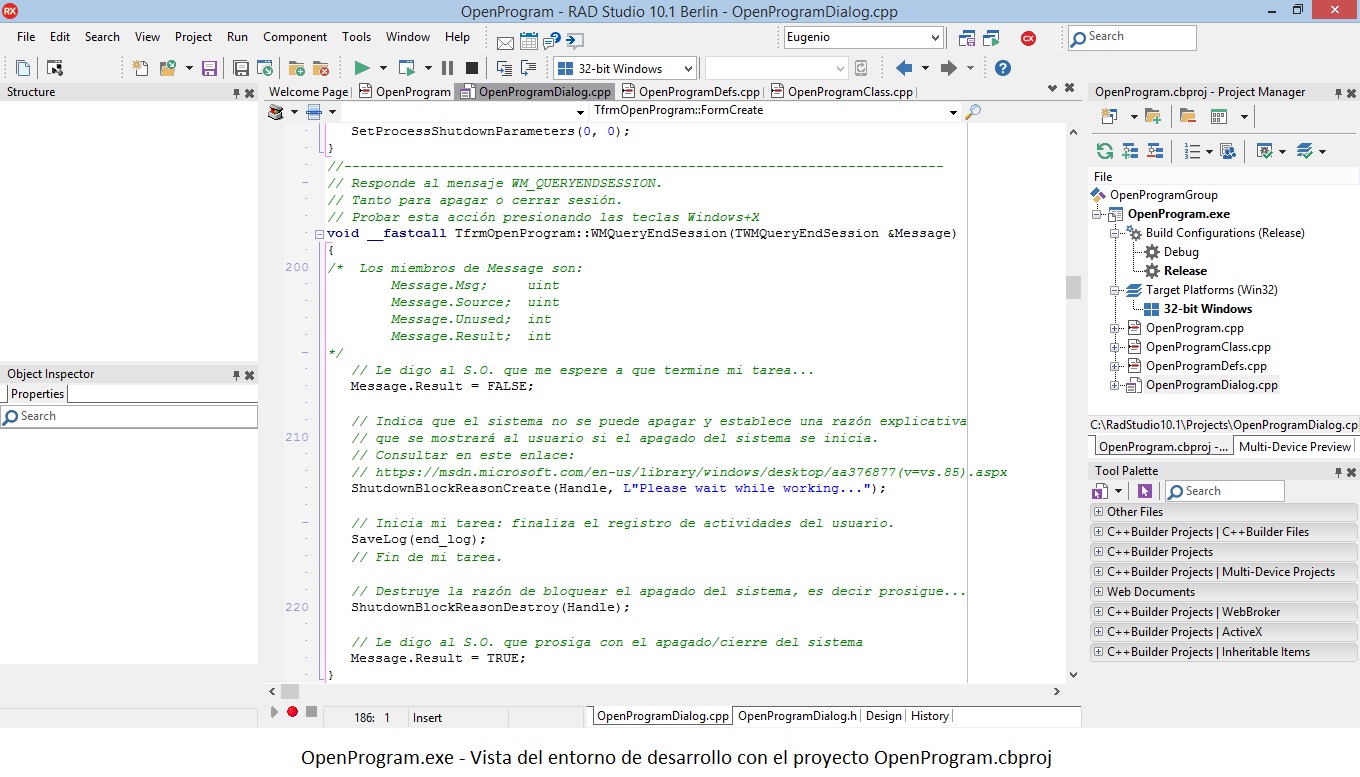 RX
OpenProgram - RAD Studio 10.1 Berlin - OpenProgramDialog.cpp
File Edit Search View Project Run Component Tools Window Help
Eugenio
CX
Search
32-bit Windows
Structure
Welcome Page OpenProgram OpenProgramDialog.cpp OpenProgramDefs.cpp OpenProgramClass.cpp
TfrmOpenProgram::FormCreate
SetProcessShutdownParameters(0, 0);
}
//----------------------------------------------------------------------------
// Responde al mensaje WM_QUERYENDSESSION.
// Tanto para apagar o cerrar sesión.
// Probar esta acción presionando las teclas Windows+X
void __fastcall TfrmOpenProgram::WMQueryEndSession(TWMQueryEndSession &Message)
{
200 /* Los miembros de Message son:
Message.Msg; uint
Message.Source; uint
Message.Unused; int
Message.Result; int
*/
// Le digo al S.O. que me espere a que termine mi tarea...
Message.Result = FALSE;
// Indica que el sistema no se puede apagar y establece una razón explicativa
210 // que se mostrará al usuario si el apagado del sistema se inicia.
// Consultar en este enlace:
// https://msdn.microsoft.com/en-us/library/windows/desktop/aa376877(v=vs.85).aspx
ShutdownBlockReasonCreate(Handle, L"Please wait while working...");
// Inicia mi tarea: finaliza el registro de actividades del usuario.
SaveLog(end_log);
// Fin de mi tarea.
// Destruye la razón de bloquear el apagado del sistema, es decir prosigue...
220 ShutdownBlockReasonDestroy(Handle);
// Le digo al S.O. que prosiga con el apagado/cierre del sistema
Message.Result = TRUE;
}
186: 1 Insert
OpenProgramDialog.cpp OpenProgramDialog.h Design History
Object Inspector
Properties
Search
OpenProgram.cbproj - Project Manager
File
OpenProgramGroup
OpenProgram.exe
Build Configurations (Release)
Debug
Release
Target Platforms (Win32)
32-bit Windows
OpenProgram.cpp
OpenProgramClass.cpp
OpenProgramDefs.cpp
OpenProgramDialog.cpp
C:\RadStudio10.1\Projects\OpenProgramDialog.cp
OpenProgram.cbproj -... Multi-Device Preview
Tool Palette
Search
Other Files
C++Builder Projects | C++Builder Files
C++Builder Projects
C++Builder Projects | Multi-Device Projects
Web Documents
C++Builder Projects | WebBroker
C++Builder Projects | ActiveX
C++Builder Projects | Inheritable Items
OpenProgram.exe - Vista del entorno de desarrollo con el proyecto OpenProgram.cbproj